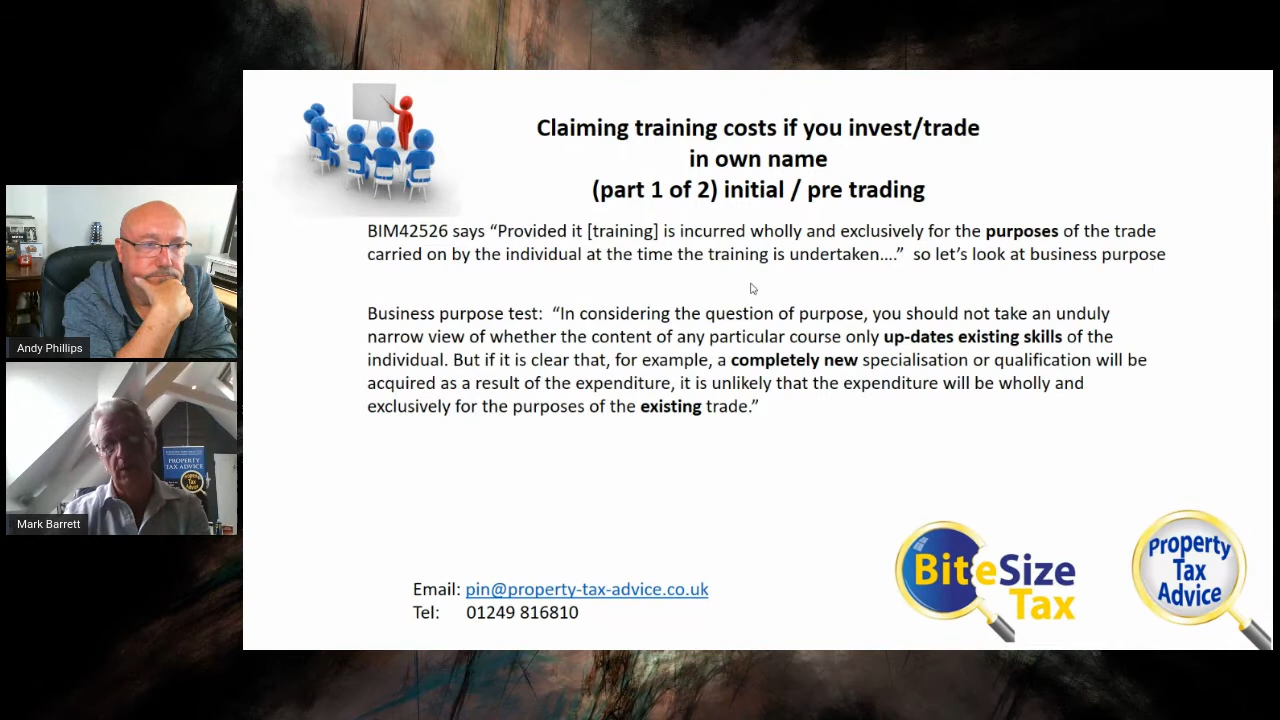 Claiming training costs if you invest/trade
in own name
(part 1 of 2) initial / pre trading
BIM42526 says “Provided it [training] is incurred wholly and exclusively for the purposes of the trade
carried on by the individual at the time the training is undertaken....”  so let’s look at business purpose
Business purpose test:  “In considering the question of purpose, you should not take an unduly
narrow view of whether the content of any particular course only up-dates existing skills of the
individual. But if it is clear that, for example, a completely new specialisation or qualification will be
acquired as a result of the expenditure, it is unlikely that the expenditure will be wholly and
exclusively for the purposes of the existing trade.”
Andy Phillips
PROPERTY
TAX ADVICE
Mark Barrett
Email: pin@property-tax-advice.co.uk
Tel: 01249 816810
BiteSize
Tax
Property
Tax
Advice